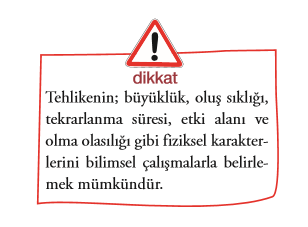 dikkat
Tehlikenin; büyüklük, oluş sıklığı,
tekrarlanma süresi, etki alanı ve
olma olasılığı gibi fiziksel karakter-
lerini bilimsel çalışmalarla belirle-
mek mümkündür.